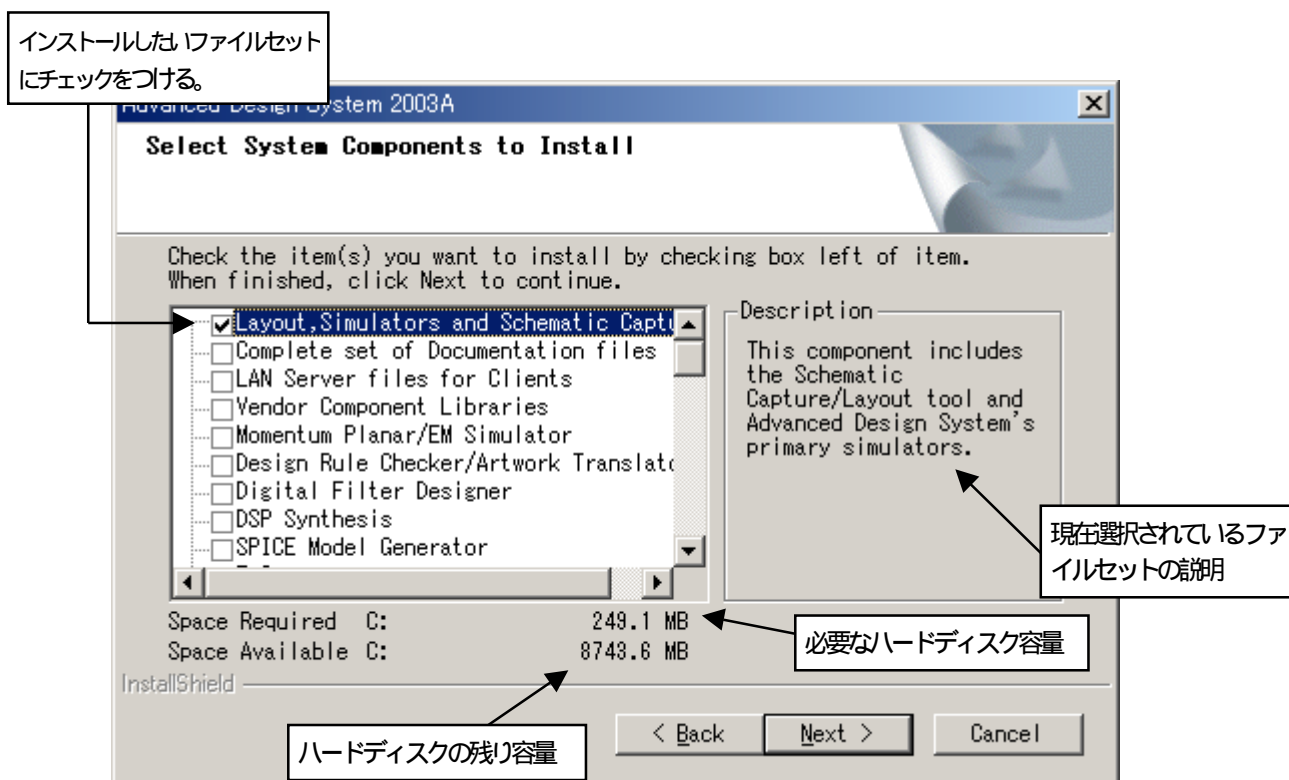 インストールしたいファイルセット
にチェックをつける。
Advanced Design System 2003A
Select System Components to Install
Check the item(s) you want to install by checking box left of item.
When finished, click Next to continue.
Layout,Simulators and Schematic Captu
Complete set of Documentation files
LAN Server files for Clients
Vendor Component Libraries
Momentum Planar/EM Simulator
Design Rule Checker/Artwork Translato
Digital Filter Designer
DSP Synthesis
SPICE Model Generator
Description
This component includes
the Schematic
Capture/Layout tool and
Advanced Design System's
primary simulators.
現在選択されているファ
イルセットの説明
Space Required C: 249.1 MB
Space Available C: 8743.6 MB
必要なハードディスク容量
InstallShield
ハードディスクの残り容量
< Back
Next >
Cancel